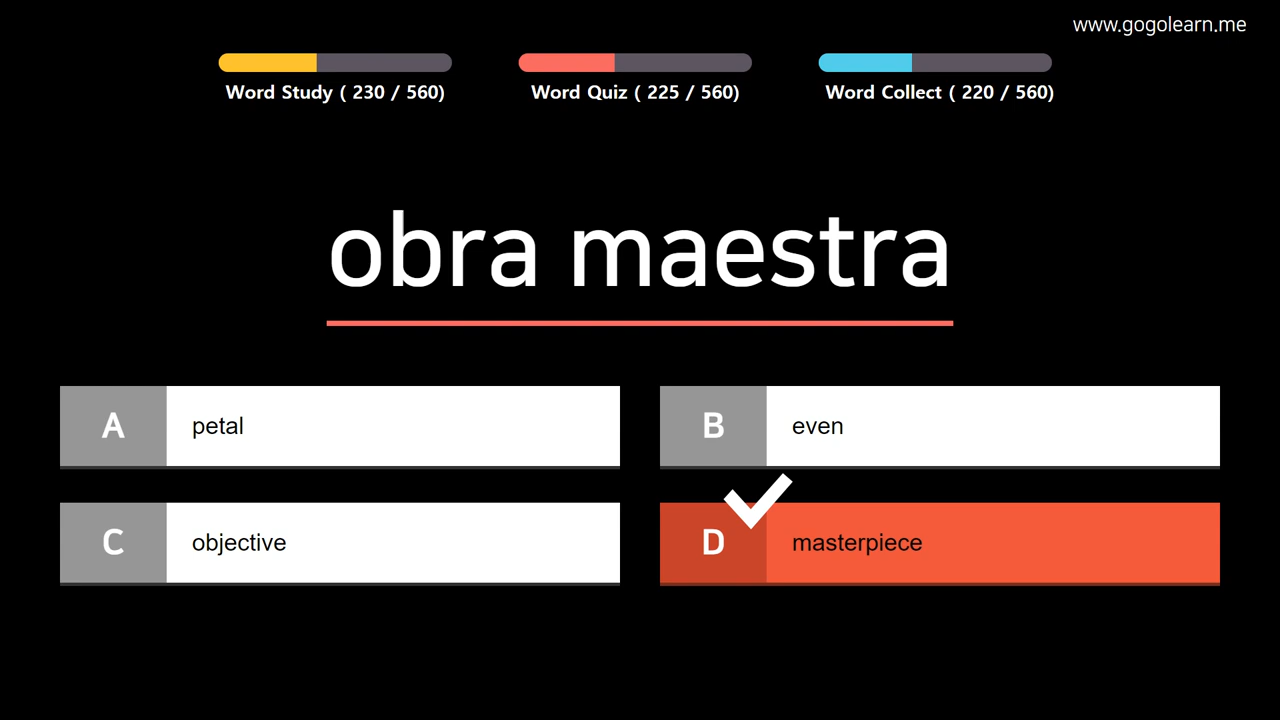 www.gogolearn.me
Word Study ( 230 / 560)
Word Quiz ( 225 / 560)
Word Collect ( 220 / 560)
obra maestra
A petal
B even
C objective
D masterpiece